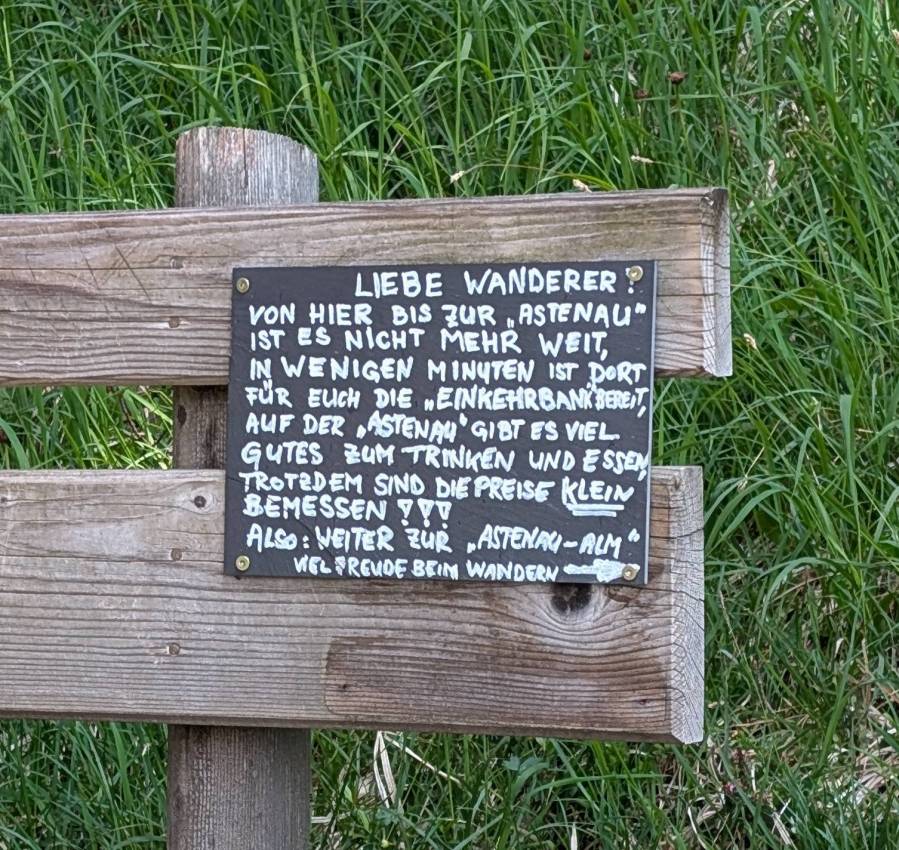 LIEBE WANDERER!
VON HIER BIS ZUR „ASTENAU"
IST ES NICHT MEHR WEIT,
IN WENIGEN MINUTEN IST DORT
FÜR EUCH DIE „EINKEHRBANK" BEREIT,
AUF DER „ASTENAU" GIBT ES VIEL
GUTES ZUM TRINKEN UND ESSEN,
TROTZDEM SIND DIE PREISE KLEIN
BEMESSEN !!!
ALSO: WEITER ZUR „ASTENAU-ALM"
VIEL FREUDE BEIM WANDERN